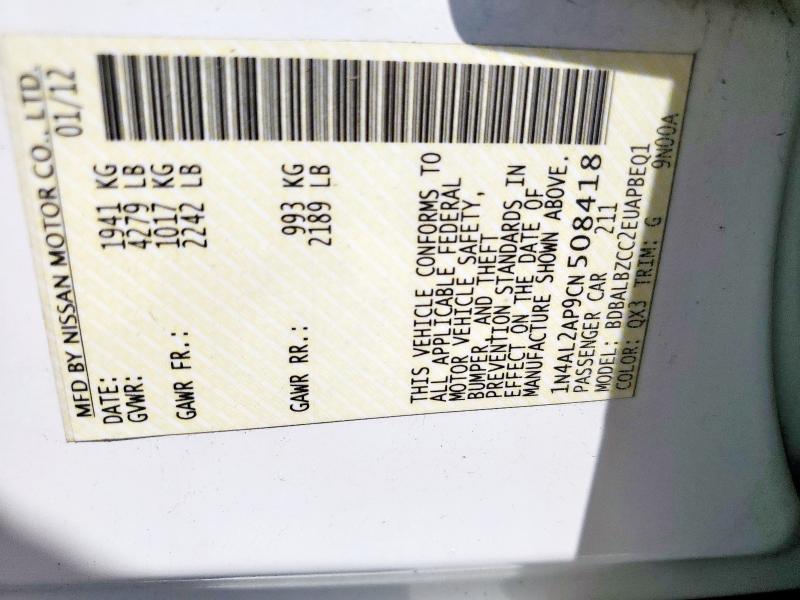 MFD BY NISSAN MOTOR CO., LTD.
DATE: 01/12
GVWR: 1941 KG
4279 LB
GAWR FR.: 1017 KG
2242 LB
GAWR RR.: 993 KG
2189 LB
THIS VEHICLE CONFORMS TO
ALL APPLICABLE FEDERAL
MOTOR VEHICLE SAFETY,
BUMPER, AND THEFT
PREVENTION STANDARDS IN
EFFECT ON THE DATE OF
MANUFACTURE SHOWN ABOVE.
1N4AL2AP9CN508418
PASSENGER CAR 211
MODEL: BDBALBZCC2EUAPBEQ1
COLOR: QX3 TRIM: G 9N00A